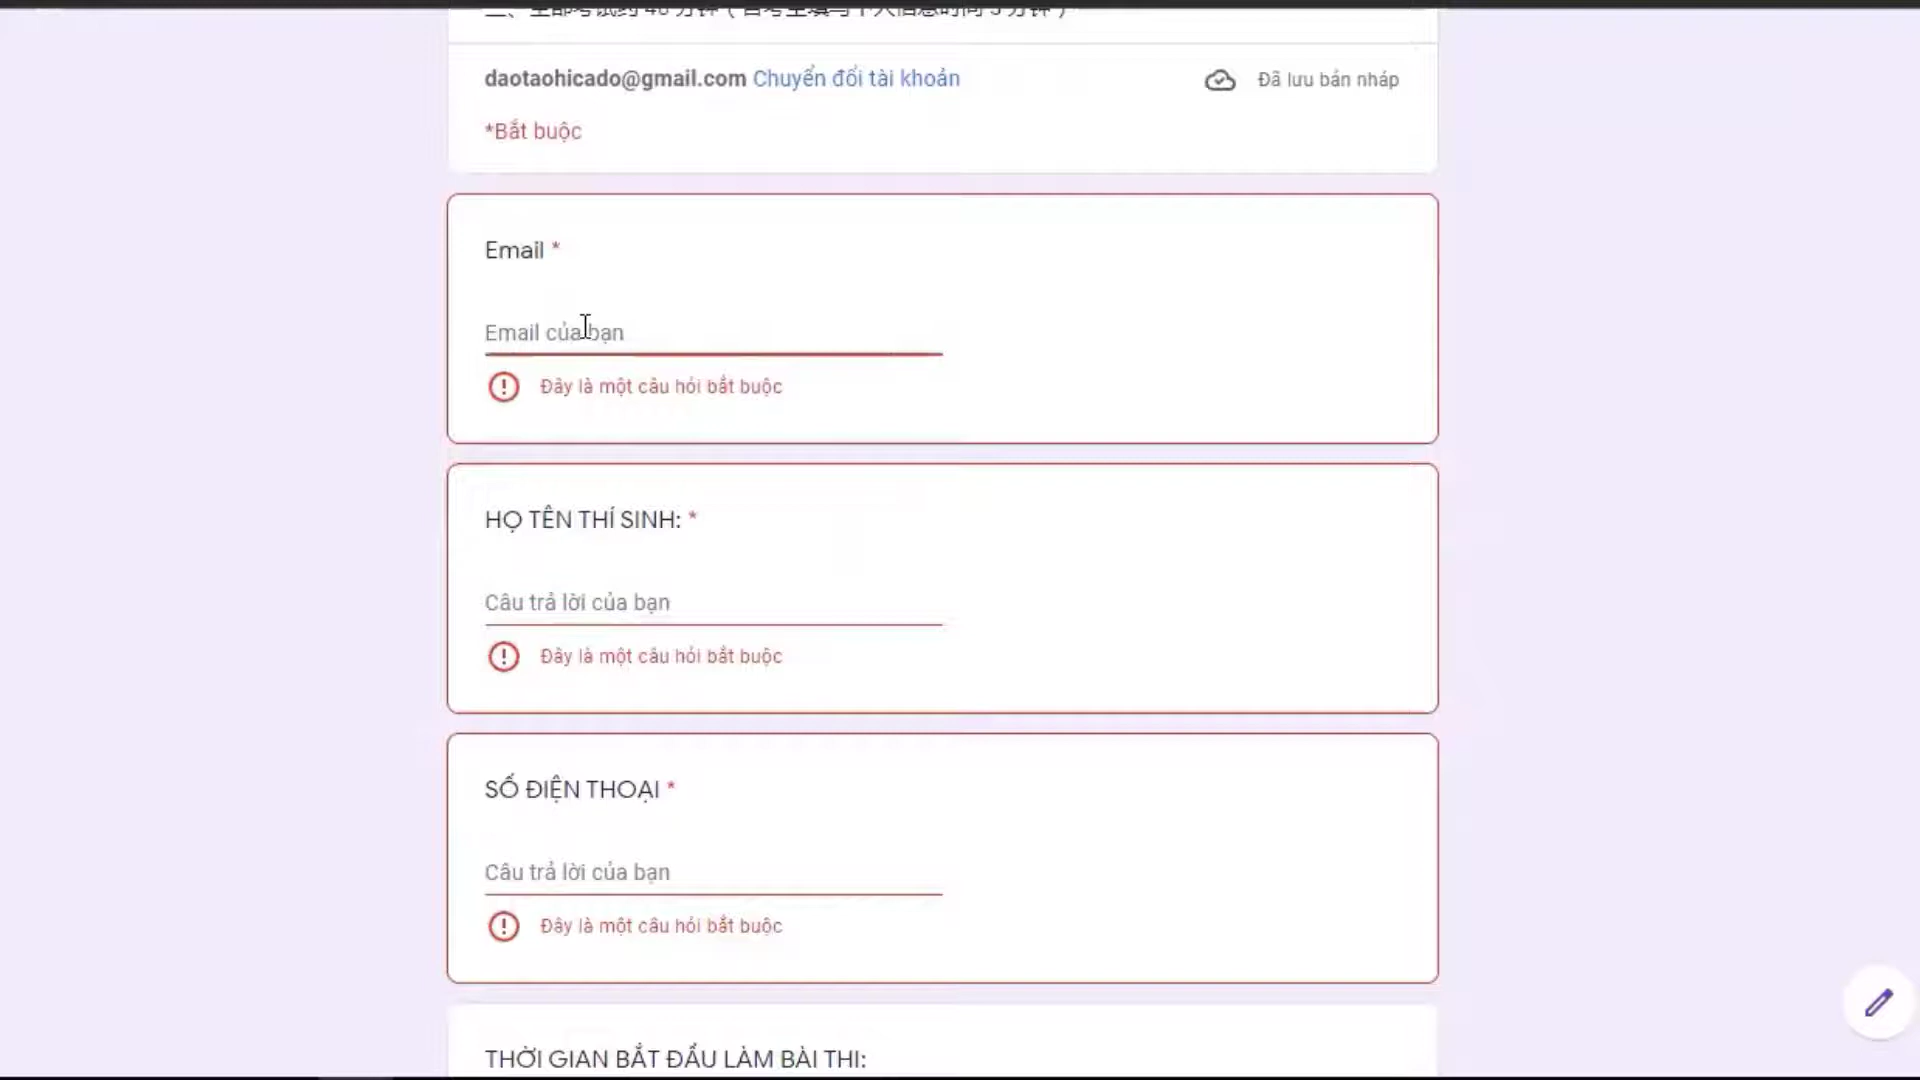 daotaohicado@gmail.com Chuyển đổi tài khoản
Đã lưu bản nháp
*Bắt buộc
Email *
Email của bạn
Đây là một câu hỏi bắt buộc
HỌ TÊN THÍ SINH: *
Câu trả lời của bạn
Đây là một câu hỏi bắt buộc
SỐ ĐIỆN THOẠI *
Câu trả lời của bạn
Đây là một câu hỏi bắt buộc
THỜI GIAN BẮT ĐẦU LÀM BÀI THI: